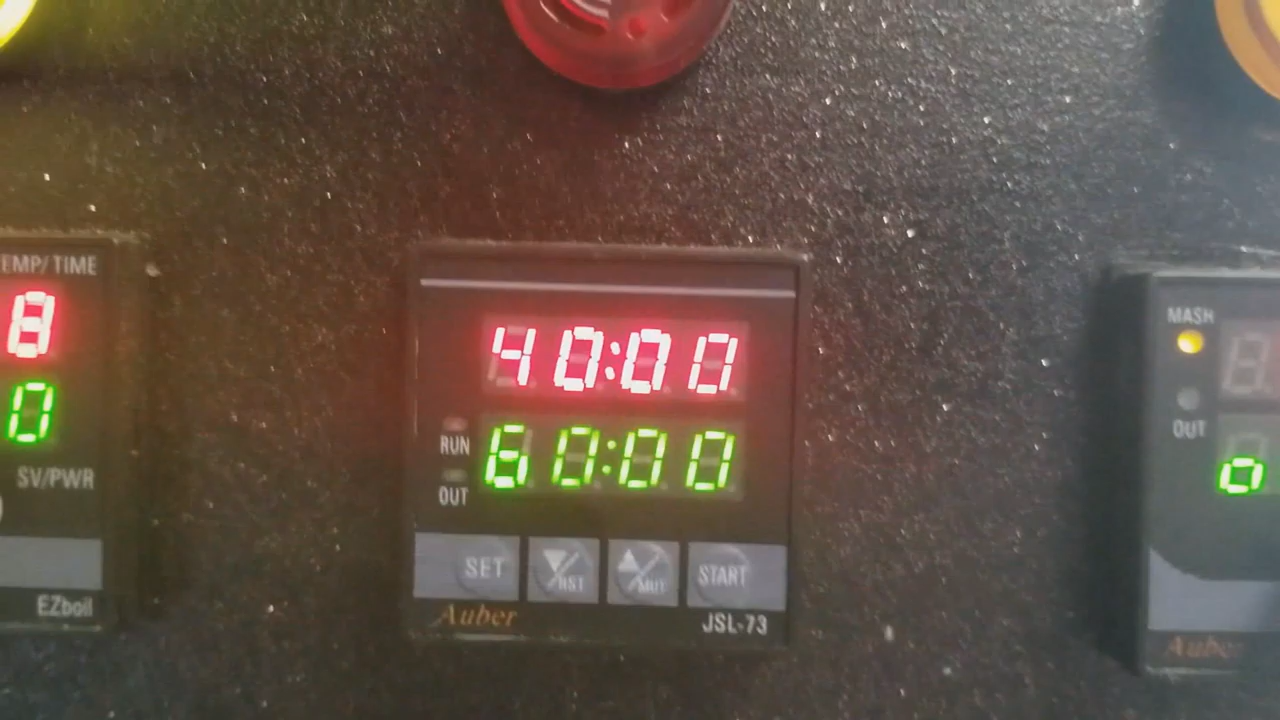 EMP/TIME
8
0
SV/PWR
EZboil
40:00
60:00
RUN
OUT
SET
RST
MUT
START
Auber
JSL-73
MASH
OUT
o
Auber